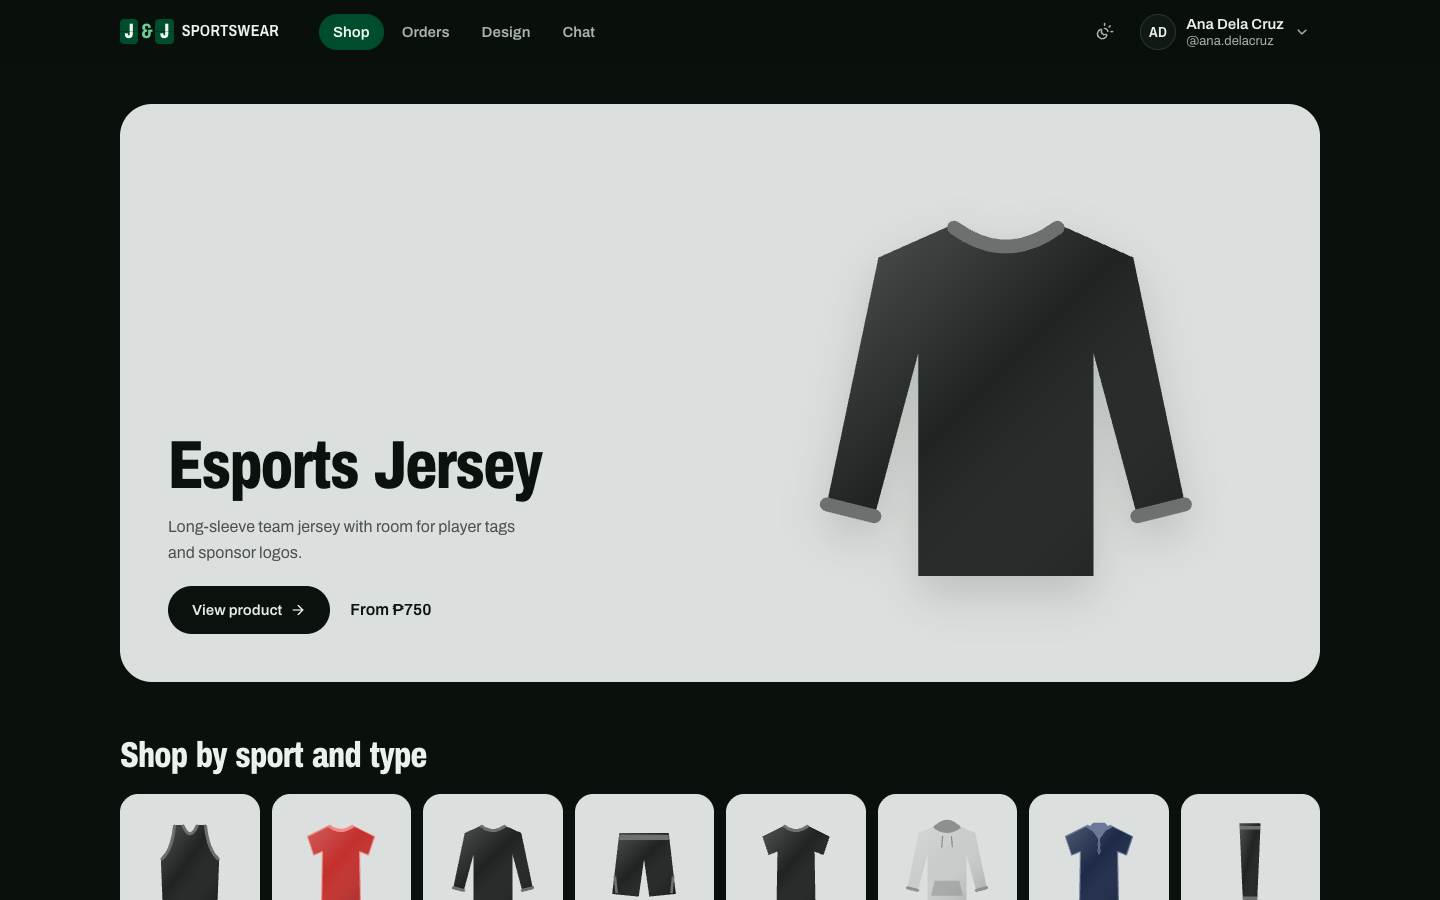 J & J SPORTSWEAR
Shop
Orders
Design
Chat
AD
Ana Dela Cruz
@ana.delacruz
Esports Jersey
Long-sleeve team jersey with room for player tags
and sponsor logos.
View product →
From ₱750
Shop by sport and type